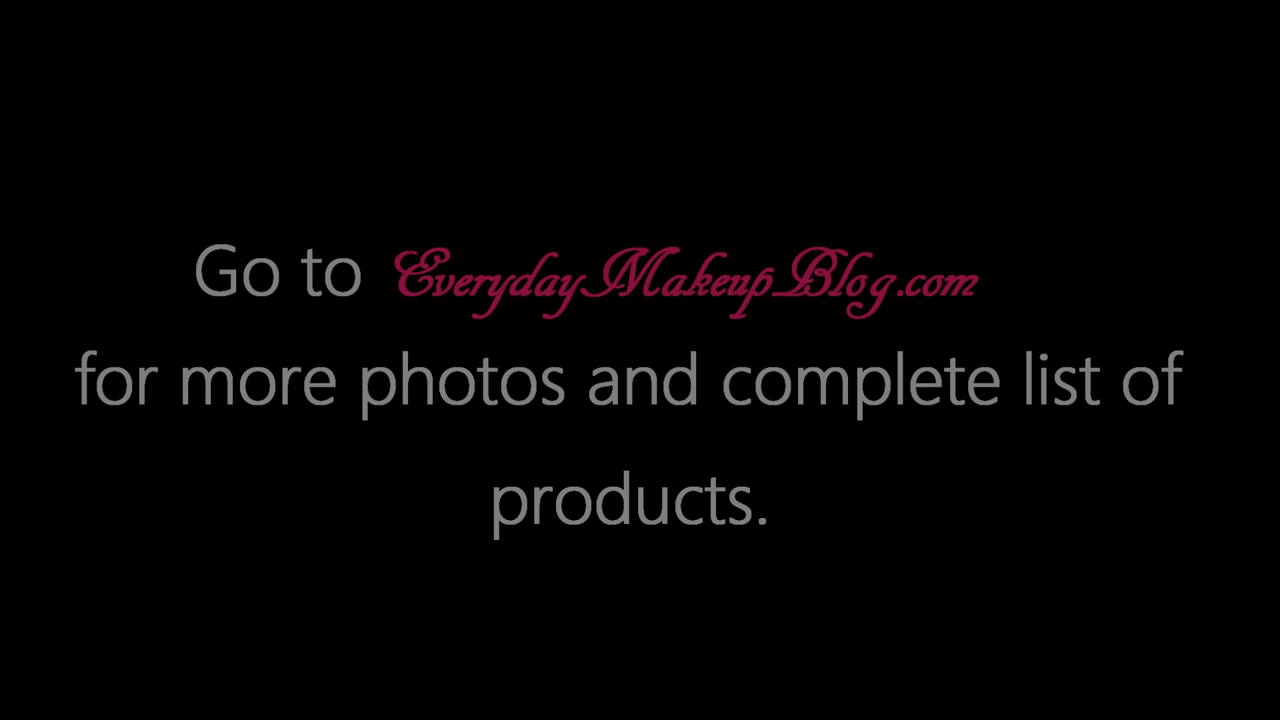 Go to EverydayMakeupBlog.com
for more photos and complete list of
products.